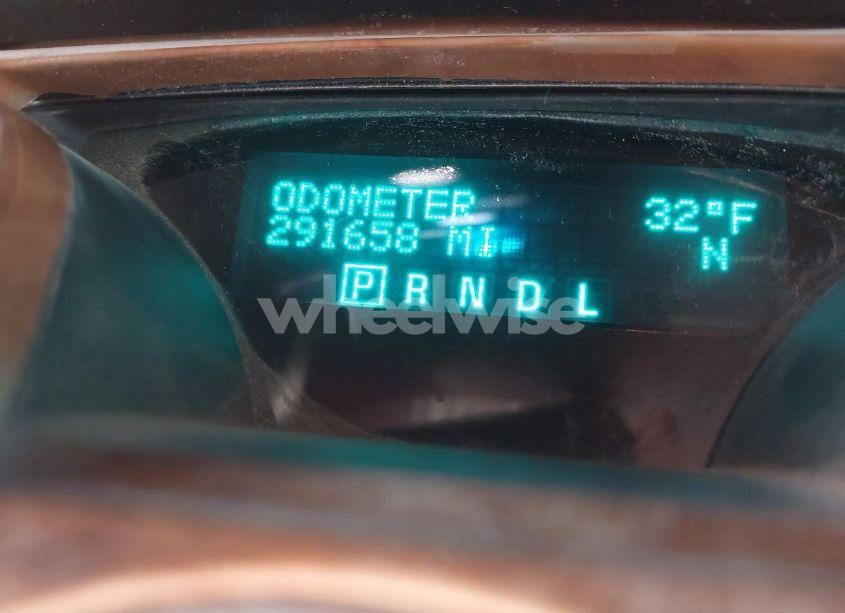 ODOMETER
291658 MI
32°F
N
P R N D L
wheelwise